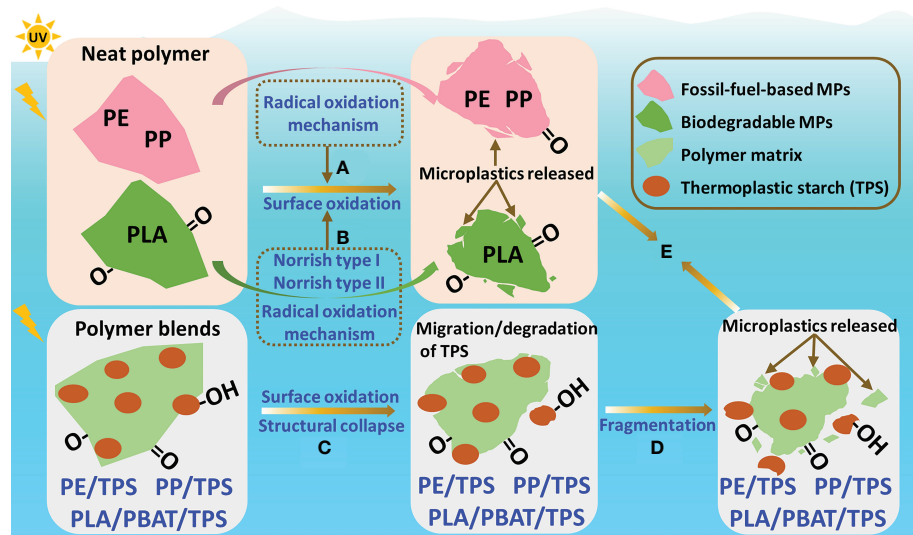 UV
Neat polymer
PE
PP
PLA
O
O
Radical oxidation
mechanism
A
Surface oxidation
B
Norrish type I
Norrish type II
Radical oxidation
mechanism
PE PP
O
Microplastics released
PLA
O
O
Fossil-fuel-based MPs
Biodegradable MPs
Polymer matrix
Thermoplastic starch (TPS)
E
Polymer blends
OH
O
O
PE/TPS PP/TPS
PLA/PBAT/TPS
Surface oxidation
Structural collapse
C
Migration/degradation
of TPS
OH
O
O
PE/TPS PP/TPS
PLA/PBAT/TPS
Fragmentation
D
Microplastics released
OH
O
O
PE/TPS PP/TPS
PLA/PBAT/TPS